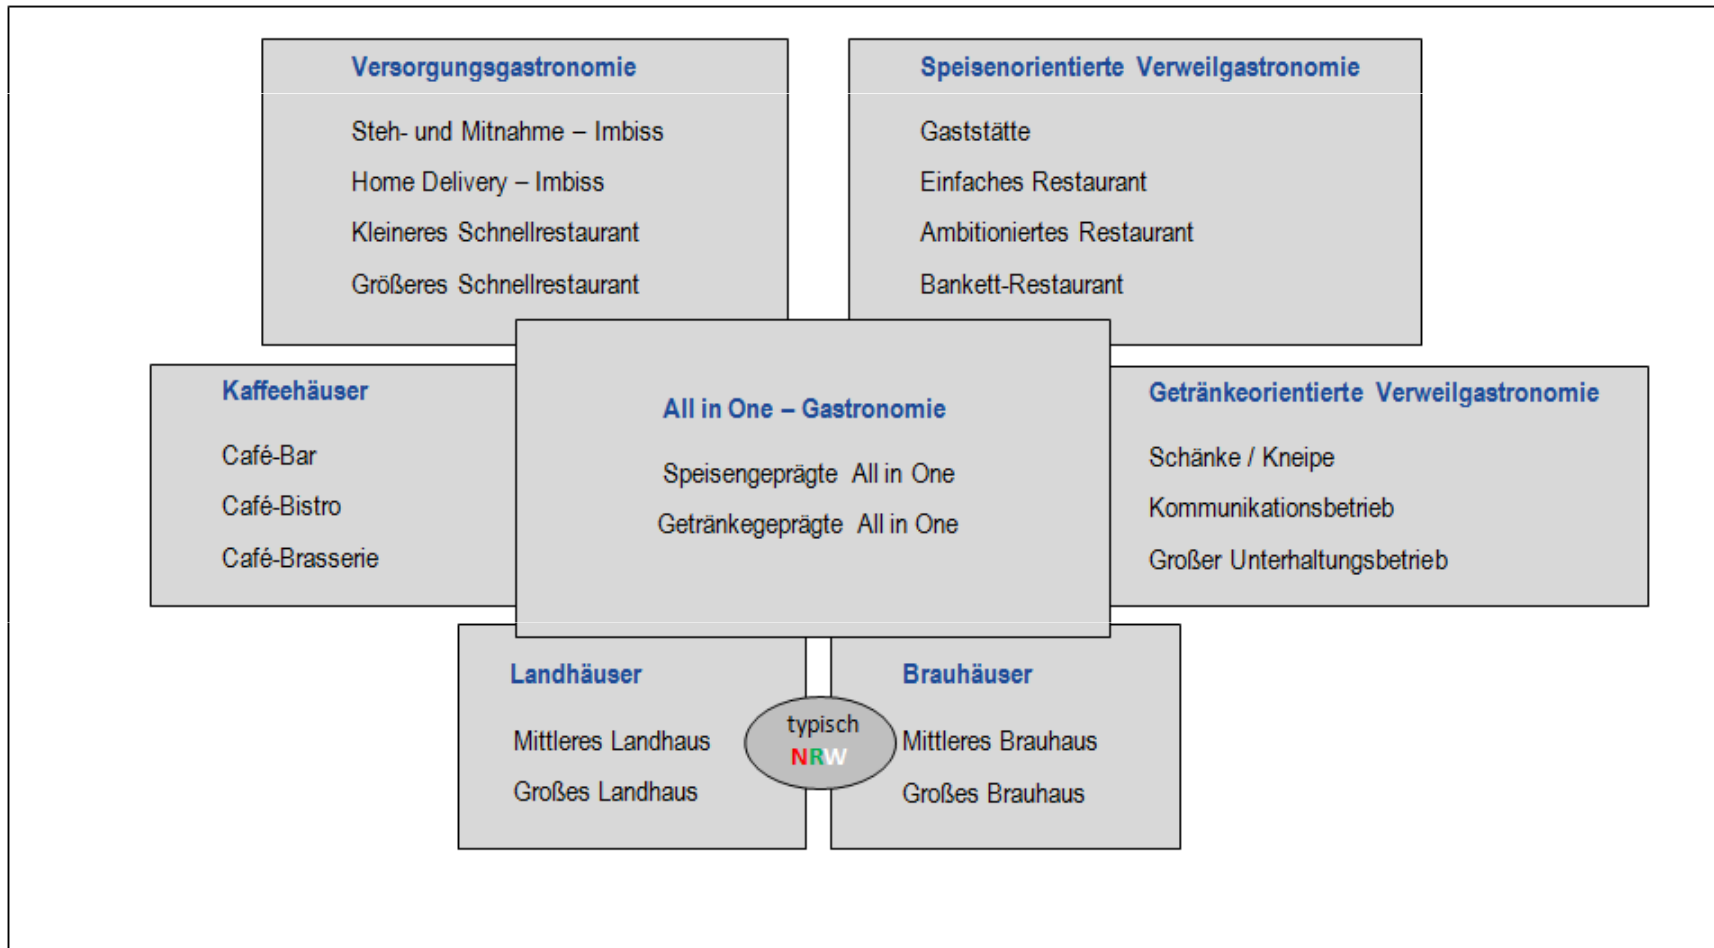 Versorgungsgastronomie
Steh- und Mitnahme – Imbiss
Home Delivery – Imbiss
Kleineres Schnellrestaurant
Größeres Schnellrestaurant
Speisenorientierte Verweilgastronomie
Gaststätte
Einfaches Restaurant
Ambitioniertes Restaurant
Bankett-Restaurant
Kaffeehäuser
Café-Bar
Café-Bistro
Café-Brasserie
All in One – Gastronomie
Speisengeprägte All in One
Getränkegeprägte All in One
Getränkeorientierte Verweilgastronomie
Schänke / Kneipe
Kommunikationsbetrieb
Großer Unterhaltungsbetrieb
Landhäuser
Mittleres Landhaus
Großes Landhaus
typisch
NRW
Brauhäuser
Mittleres Brauhaus
Großes Brauhaus